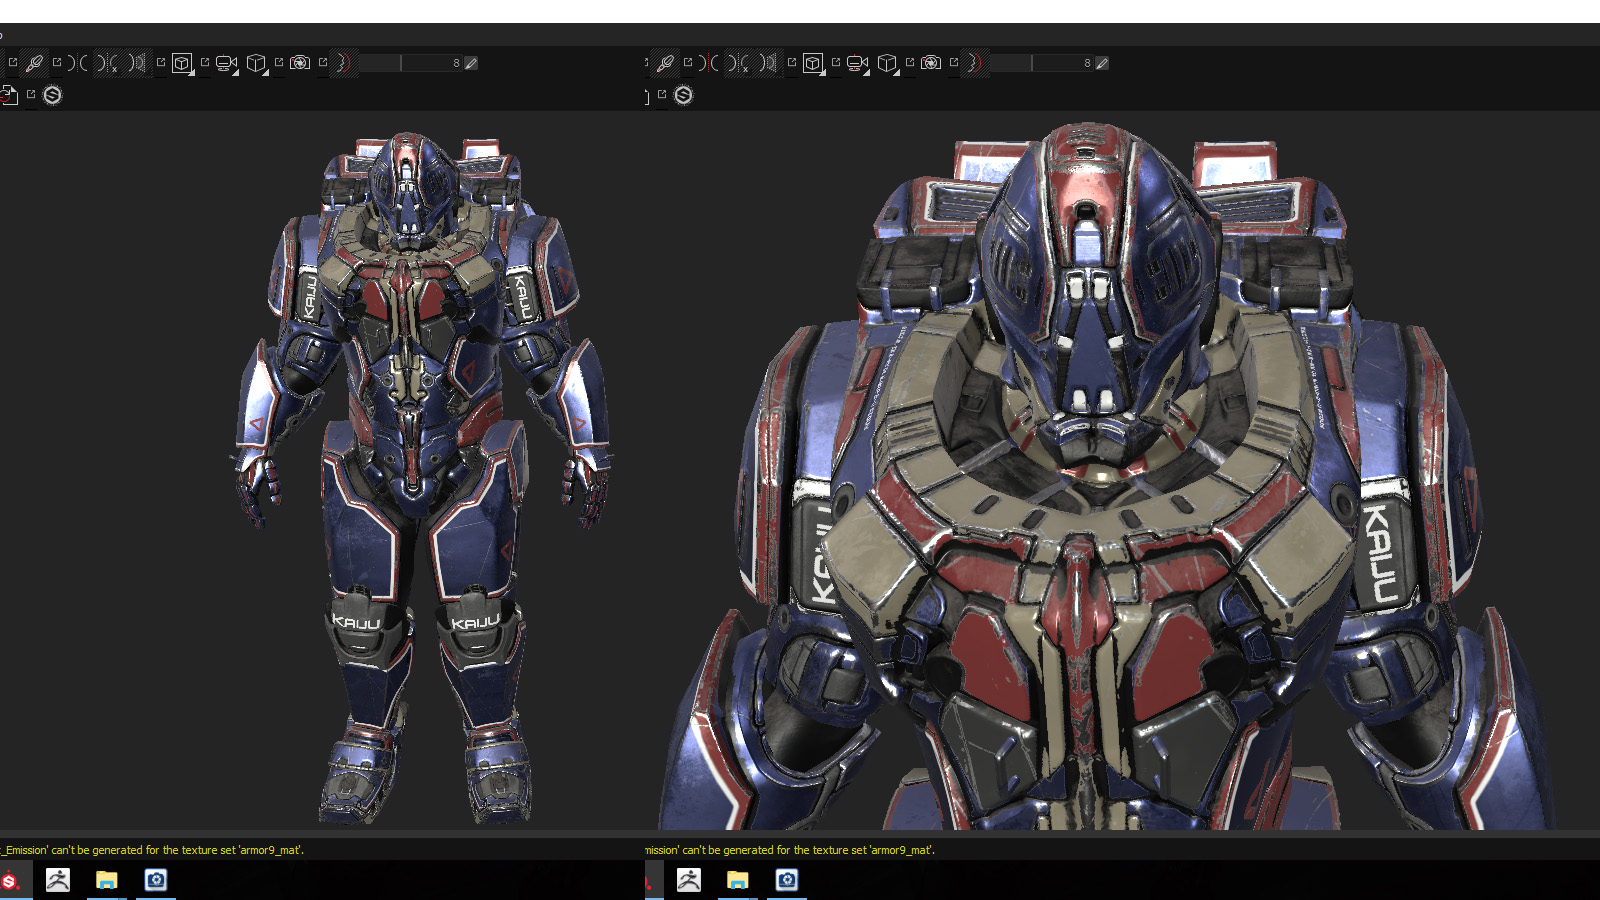 8
8
KAIJU
KAIJU
KAIJU
KAIJU
KAIJU
KAIJU
_Emission' can't be generated for the texture set 'armor9_mat'.
mission' can't be generated for the texture set 'armor9_mat'.